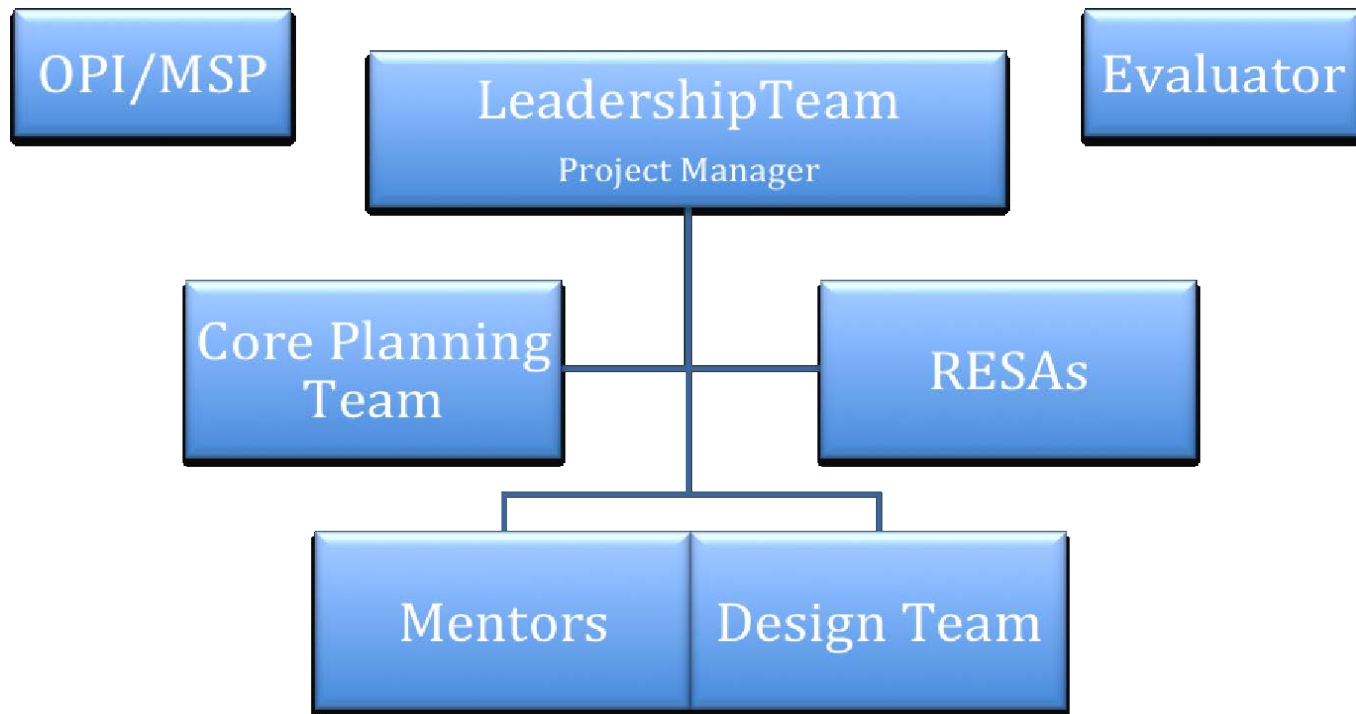 OPI/MSP
LeadershipTeam
Project Manager
Evaluator
Core Planning
Team
RESAs
Mentors
Design Team